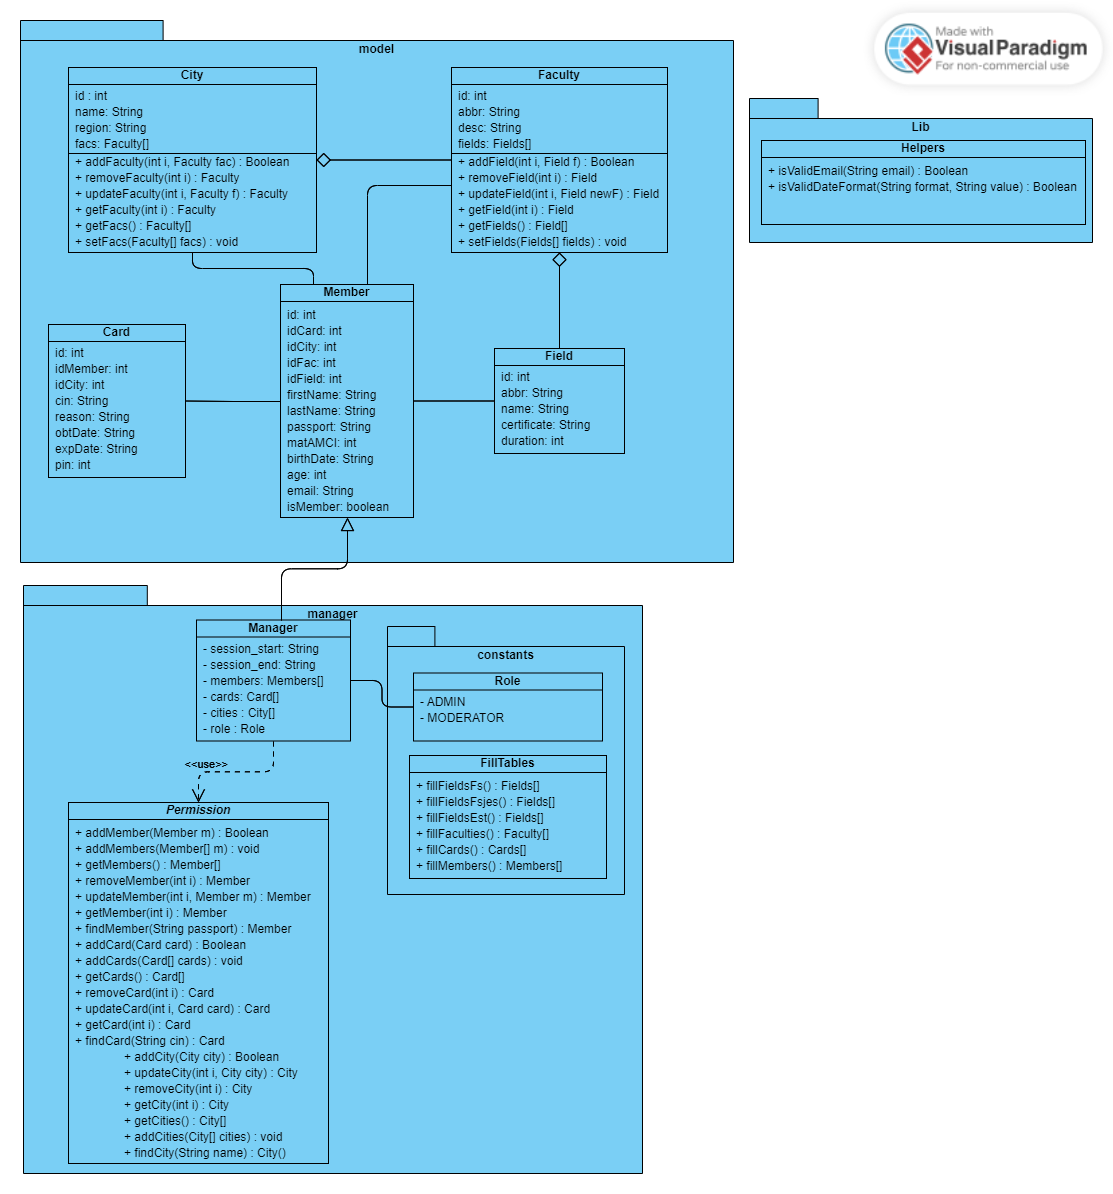 Made with
VisualParadigm
For non-commercial use
model
City
id : int
name: String
region: String
facs: Faculty[]
+ addFaculty(int i, Faculty fac) : Boolean
+ removeFaculty(int i) : Faculty
+ updateFaculty(int i, Faculty f) : Faculty
+ getFaculty(int i) : Faculty
+ getFacs() : Faculty[]
+ setFacs(Faculty[] facs) : void
Faculty
id: int
abbr: String
desc: String
fields: Fields[]
+ addField(int i, Field f) : Boolean
+ removeField(int i) : Field
+ updateField(int i, Field newF) : Field
+ getField(int i) : Field
+ getFields() : Field[]
+ setFields(Fields[] fields) : void
Lib
Helpers
+ isValidEmail(String email) : Boolean
+ isValidDateFormat(String format, String value) : Boolean
Member
id: int
idCard: int
idCity: int
idFac: int
idField: int
firstName: String
lastName: String
passport: String
matAMCI: int
birthDate: String
age: int
email: String
isMember: boolean
Card
id: int
idMember: int
idCity: int
cin: String
reason: String
obtDate: String
expDate: String
pin: int
Field
id: int
abbr: String
name: String
certificate: String
duration: int
manager
Manager
- session_start: String
- session_end: String
- members: Members[]
- cards: Card[]
- cities : City[]
- role : Role
constants
Role
- ADMIN
- MODERATOR
FillTables
+ fillFieldsFs() : Fields[]
+ fillFieldsFsjes() : Fields[]
+ fillFieldsEst() : Fields[]
+ fillFaculties() : Faculty[]
+ fillCards() : Cards[]
+ fillMembers() : Members[]
<<use>>
Permission
+ addMember(Member m) : Boolean
+ addMembers(Member[] m) : void
+ getMembers() : Member[]
+ removeMember(int i) : Member
+ updateMember(int i, Member m) : Member
+ getMember(int i) : Member
+ findMember(String passport) : Member
+ addCard(Card card) : Boolean
+ addCards(Card[] cards) : void
+ getCards() : Card[]
+ removeCard(int i) : Card
+ updateCard(int i, Card card) : Card
+ getCard(int i) : Card
+ findCard(String cin) : Card
+ addCity(City city) : Boolean
+ updateCity(int i, City city) : City
+ removeCity(int i) : City
+ getCity(int i) : City
+ getCities() : City[]
+ addCities(City[] cities) : void
+ findCity(String name) : City()